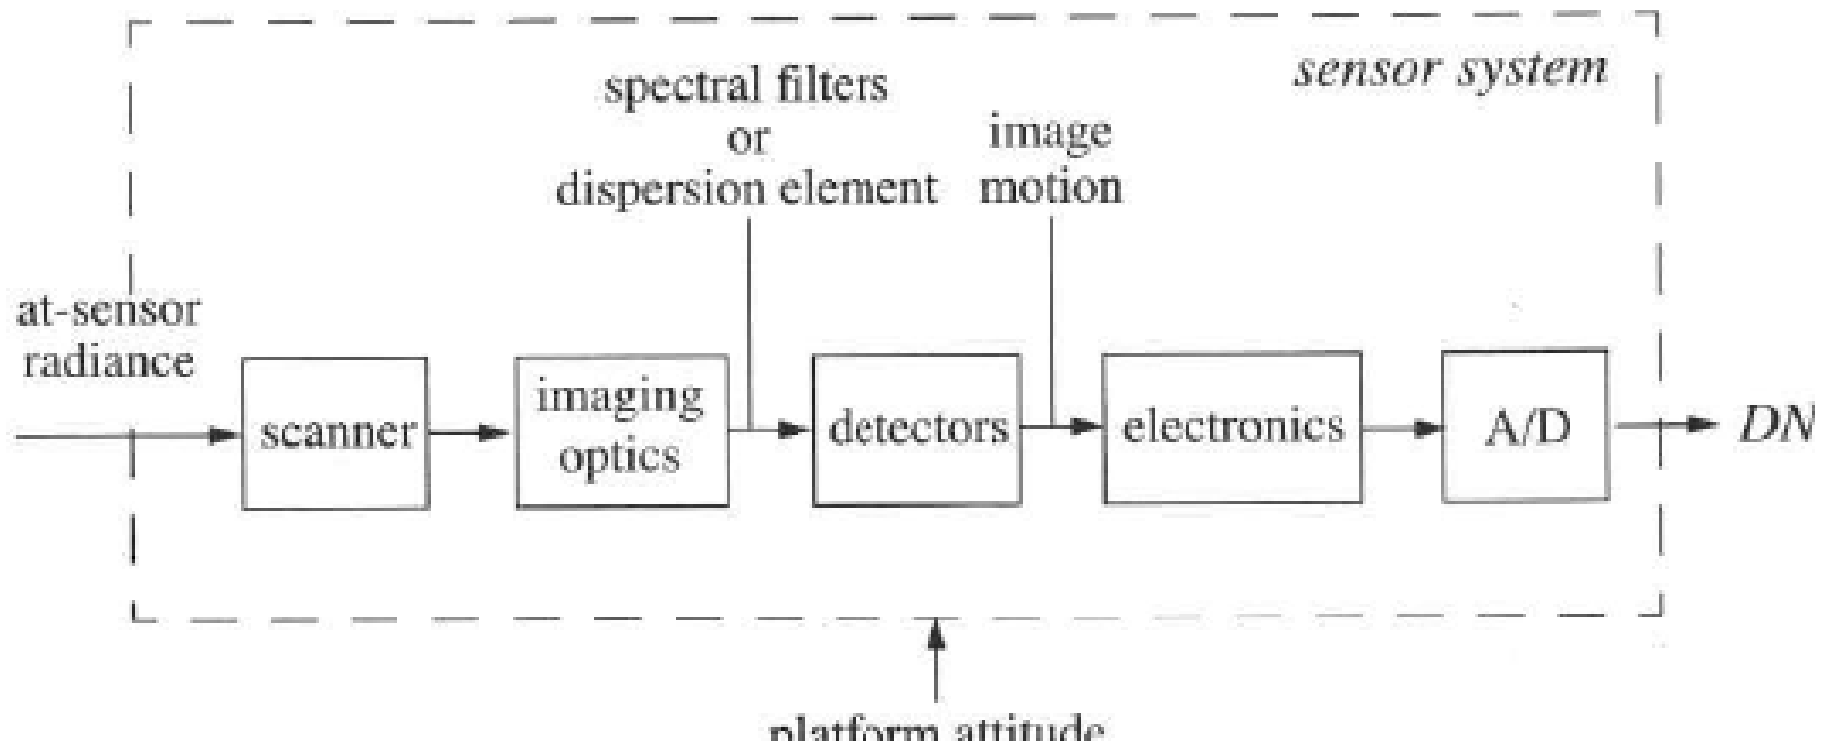 sensor system
spectral filters
or
dispersion element
image
motion
at-sensor
radiance
scanner
imaging
optics
detectors
electronics
A/D
DN
platform attitude